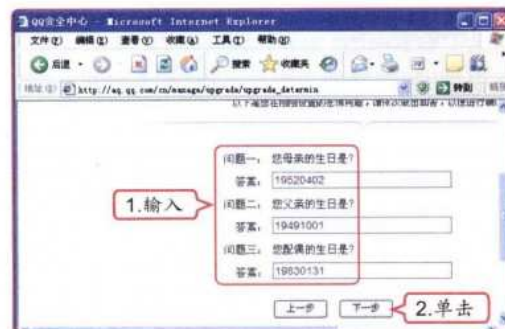 QQ安全中心 - Microsoft Internet Explorer
文件(F) 编辑(E) 查看(V) 收藏(A) 工具(T) 帮助(H)
后退 搜索 收藏夹
地址(D) http://aq.qq.com/cn/manage/upgrade/upgrade_determin 转到
问题一： 您母亲的生日是?
答案： 19520402
1.输入
问题二： 您父亲的生日是?
答案： 19491001
问题三： 您配偶的生日是?
答案： 19830131
上一步 下一步 2.单击